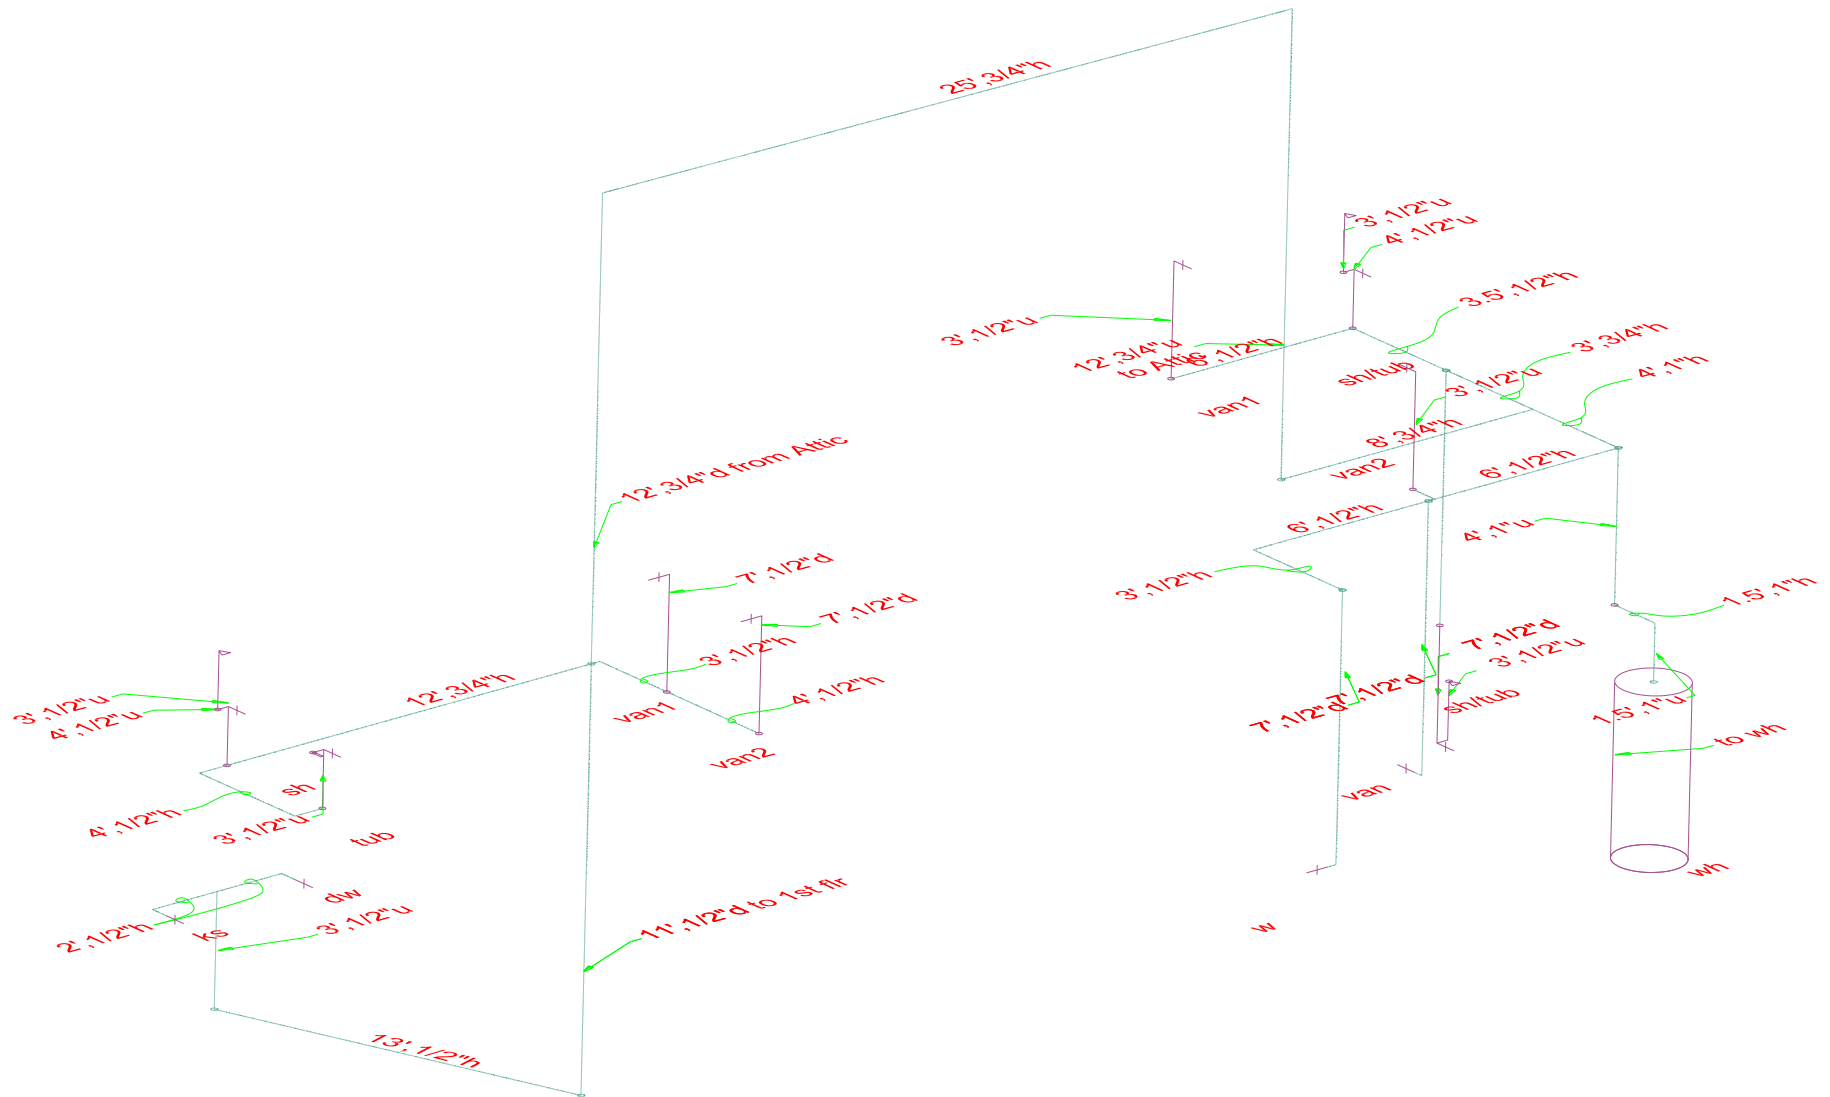 25',3/4"h
3',1/2"u
4',1/2"u
3.5',1/2"h
3',1/2"u
12',3/4"u
to Attic
6',1/2"h
3',3/4"h
4',1"h
sh/tub
3',1/2"u
van1
8',3/4"h
van2
6',1/2"h
12',3/4"d from Attic
6',1/2"h
4',1"u
7',1/2"d
3',1/2"h
1.5',1"h
7',1/2"d
3',1/2"h
7',1/2"d
3',1/2"u
12',3/4"h
4',1/2"h
7',1/2"d
7',1/2"d
sh/tub
3',1/2"u
4',1/2"u
van1
1.5',1"u
to wh
van2
sh
van
4',1/2"h
3',1/2"u
tub
wh
dw
2',1/2"h
ks
3',1/2"u
11',1/2"d to 1st flr
w
13',1/2"h